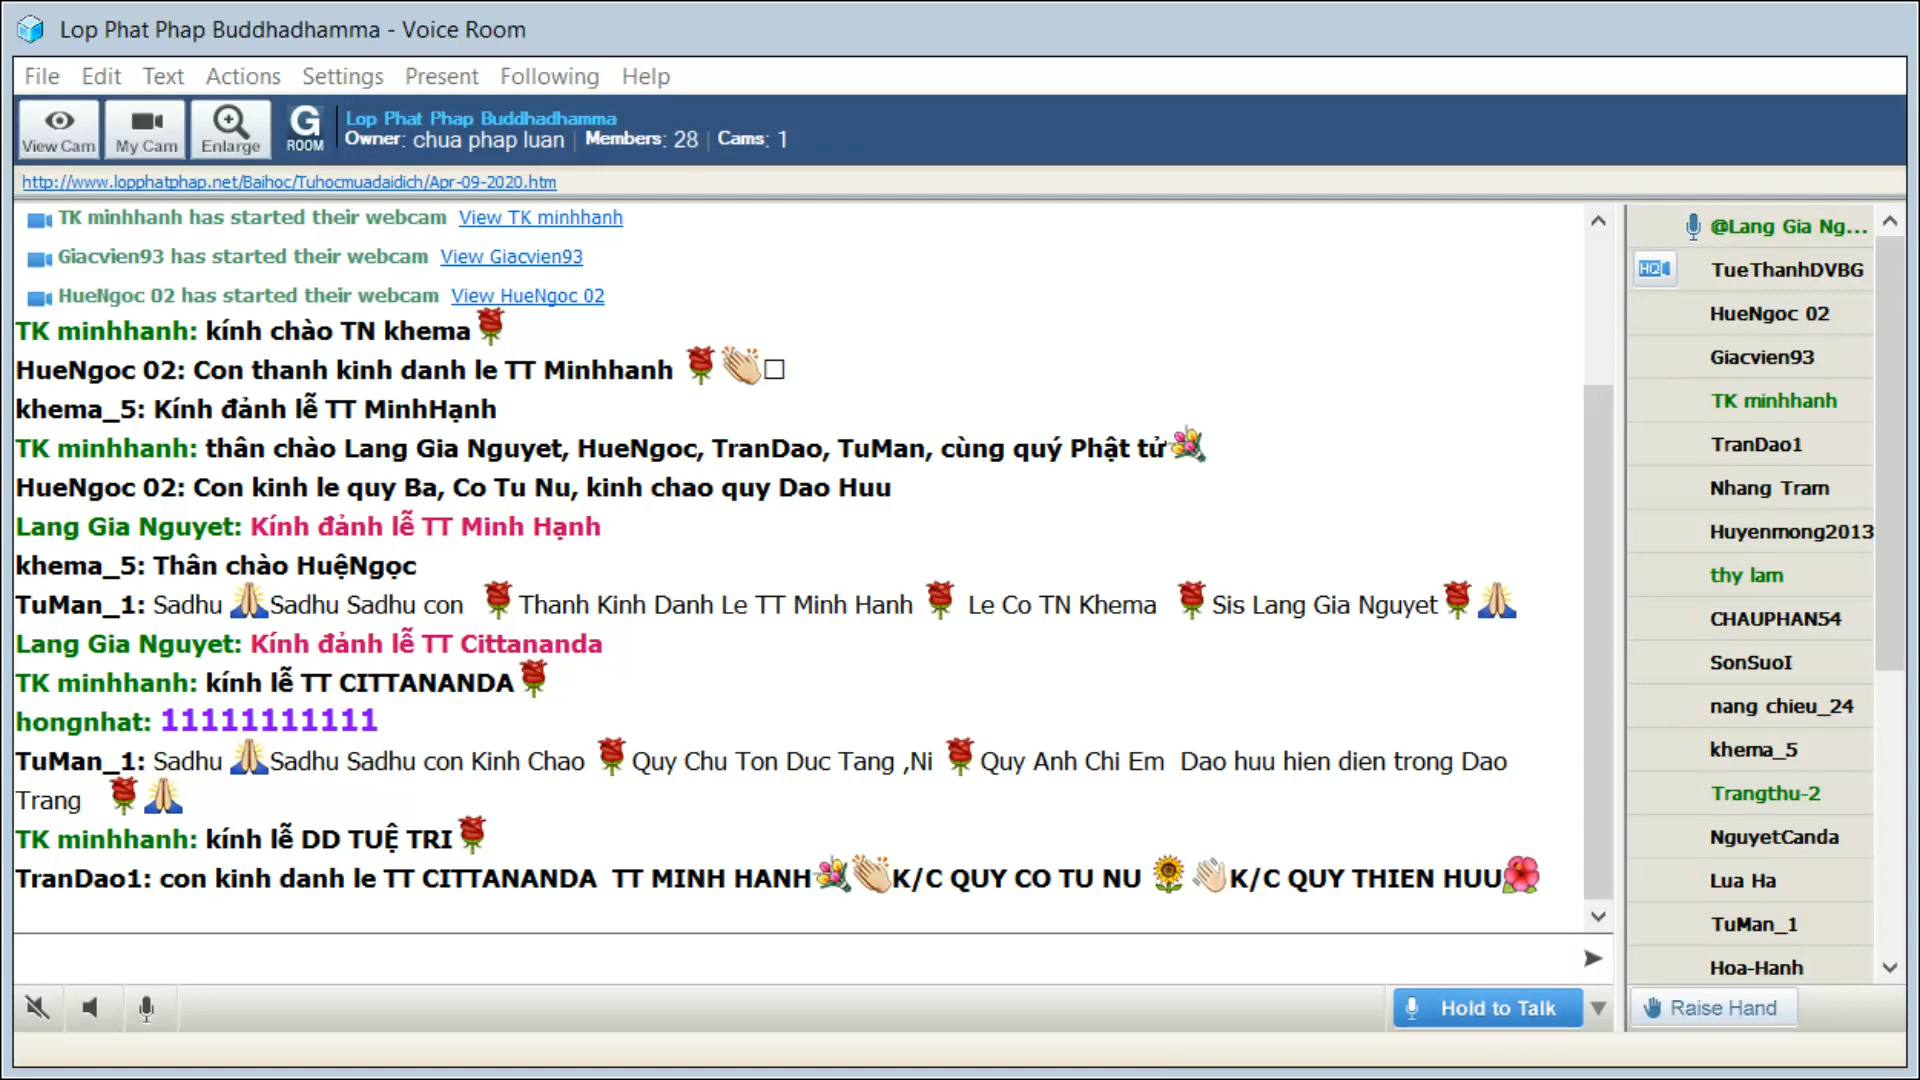 Lop Phat Phap Buddhadhamma - Voice Room
File Edit Text Actions Settings Present Following Help
View Cam My Cam Enlarge G ROOM
Lop Phat Phap Buddhadhamma
Owner: chua phap luan | Members: 28 | Cams: 1
http://www.lopphatphap.net/Baihoc/Tuhocmuadaidich/Apr-09-2020.htm
TK minhhanh has started their webcam View TK minhhanh
Giacvien93 has started their webcam View Giacvien93
HueNgoc 02 has started their webcam View HueNgoc 02
TK minhhanh: kính chào TN khema
HueNgoc 02: Con thanh kinh danh le TT Minhhanh
khema_5: Kính đảnh lễ TT MinhHạnh
TK minhhanh: thân chào Lang Gia Nguyet, HueNgoc, TranDao, TuMan, cùng quý Phật tử
HueNgoc 02: Con kinh le quy Ba, Co Tu Nu, kinh chao quy Dao Huu
Lang Gia Nguyet: Kính đảnh lễ TT Minh Hạnh
khema_5: Thân chào HuệNgọc
TuMan_1: Sadhu Sadhu Sadhu con Thanh Kinh Danh Le TT Minh Hanh Le Co TN Khema Sis Lang Gia Nguyet
Lang Gia Nguyet: Kính đảnh lễ TT Cittananda
TK minhhanh: kính lễ TT CITTANANDA
hongnhat: 11111111111
TuMan_1: Sadhu Sadhu Sadhu con Kinh Chao Quy Chu Ton Duc Tang ,Ni Quy Anh Chi Em Dao huu hien dien trong Dao
Trang
TK minhhanh: kính lễ DD TUỆ TRI
TranDao1: con kinh danh le TT CITTANANDA TT MINH HANH K/C QUY CO TU NU K/C QUY THIEN HUU
@Lang Gia Ng...
HQ TueThanhDVBG
HueNgoc 02
Giacvien93
TK minhhanh
TranDao1
Nhang Tram
Huyenmong2013
thy lam
CHAUPHAN54
SonSuoI
nang chieu_24
khema_5
Trangthu-2
NguyetCanda
Lua Ha
TuMan_1
Hoa-Hanh
Hold to Talk
Raise Hand